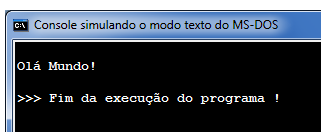 C:\ Console simulando o modo texto do MS-DOS
Olá Mundo!
>>> Fim da execução do programa !